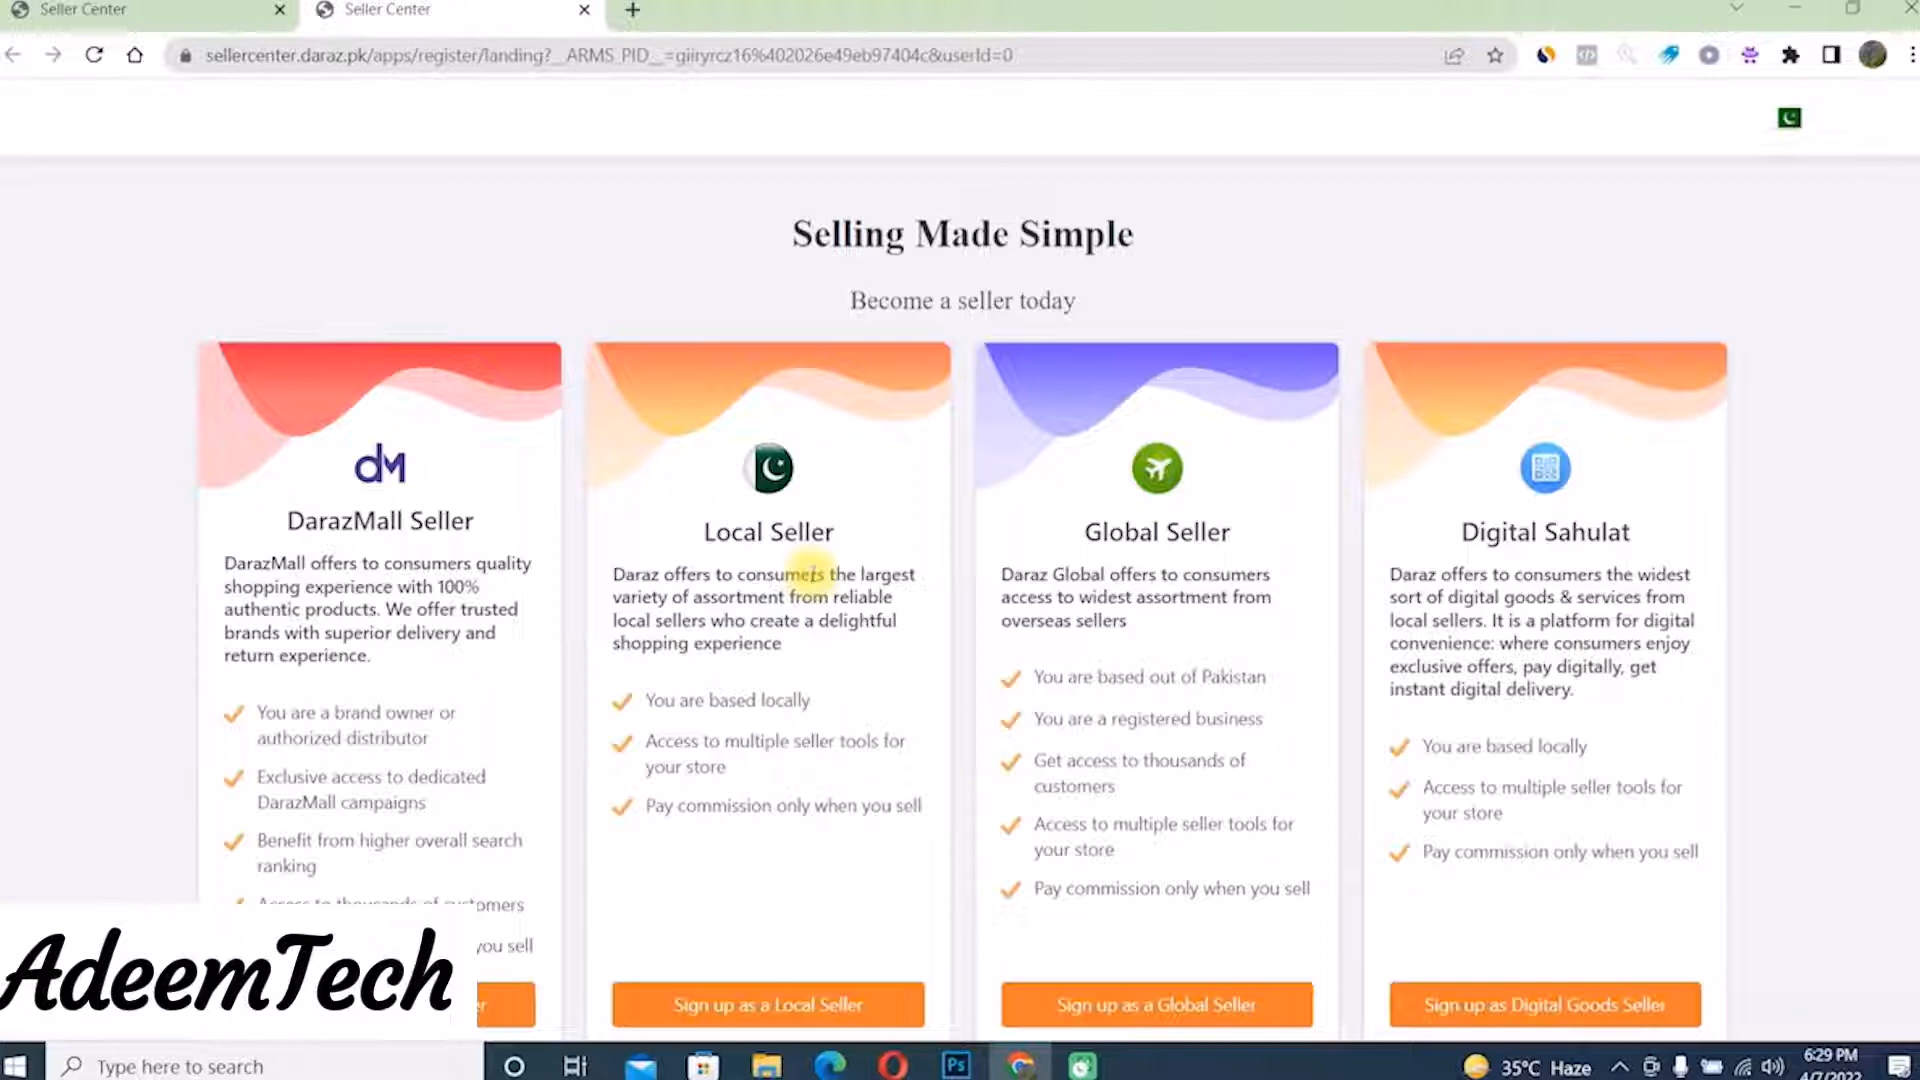 Seller Center
Seller Center
sellercenter.daraz.pk/apps/register/landing?__ARMS_PID__=giiryrcz16%402026e49eb97404c&userId=0
Selling Made Simple
Become a seller today
dM
DarazMall Seller
DarazMall offers to consumers quality
shopping experience with 100%
authentic products. We offer trusted
brands with superior delivery and
return experience.
You are a brand owner or
authorized distributor
Exclusive access to dedicated
DarazMall campaigns
Benefit from higher overall search
ranking
Access to thousands of customers
you sell
Local Seller
Daraz offers to consumers the largest
variety of assortment from reliable
local sellers who create a delightful
shopping experience
You are based locally
Access to multiple seller tools for
your store
Pay commission only when you sell
Sign up as a Local Seller
Global Seller
Daraz Global offers to consumers
access to widest assortment from
overseas sellers
You are based out of Pakistan
You are a registered business
Get access to thousands of
customers
Access to multiple seller tools for
your store
Pay commission only when you sell
Sign up as a Global Seller
Digital Sahulat
Daraz offers to consumers the widest
sort of digital goods & services from
local sellers. It is a platform for digital
convenience: where consumers enjoy
exclusive offers, pay digitally, get
instant digital delivery.
You are based locally
Access to multiple seller tools for
your store
Pay commission only when you sell
Sign up as Digital Goods Seller
AdeemTech
Type here to search
Ps
35°C Haze
6:29 PM
4/7/2022